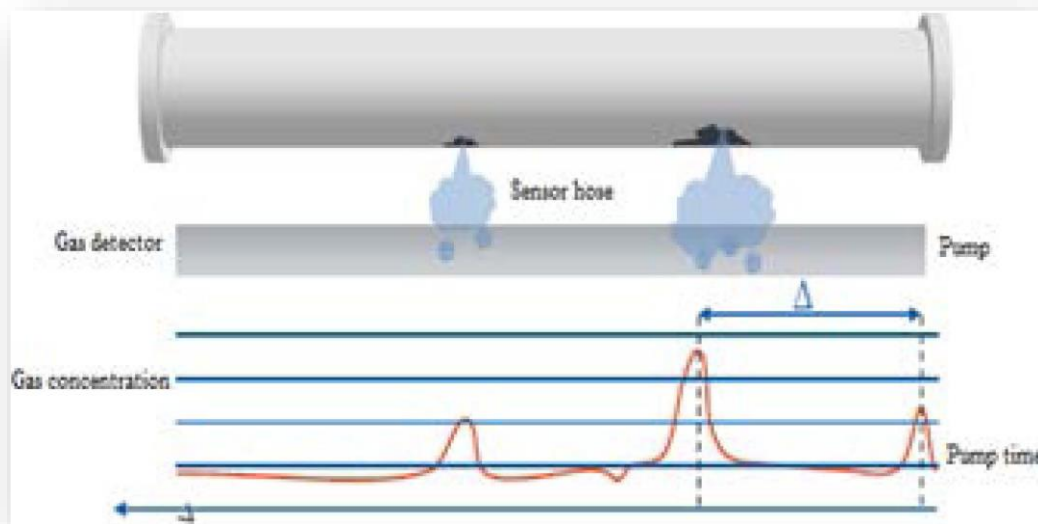 Sensor hose
Gas detector
Pump
Δ
Gas concentration
Pump time
Δ